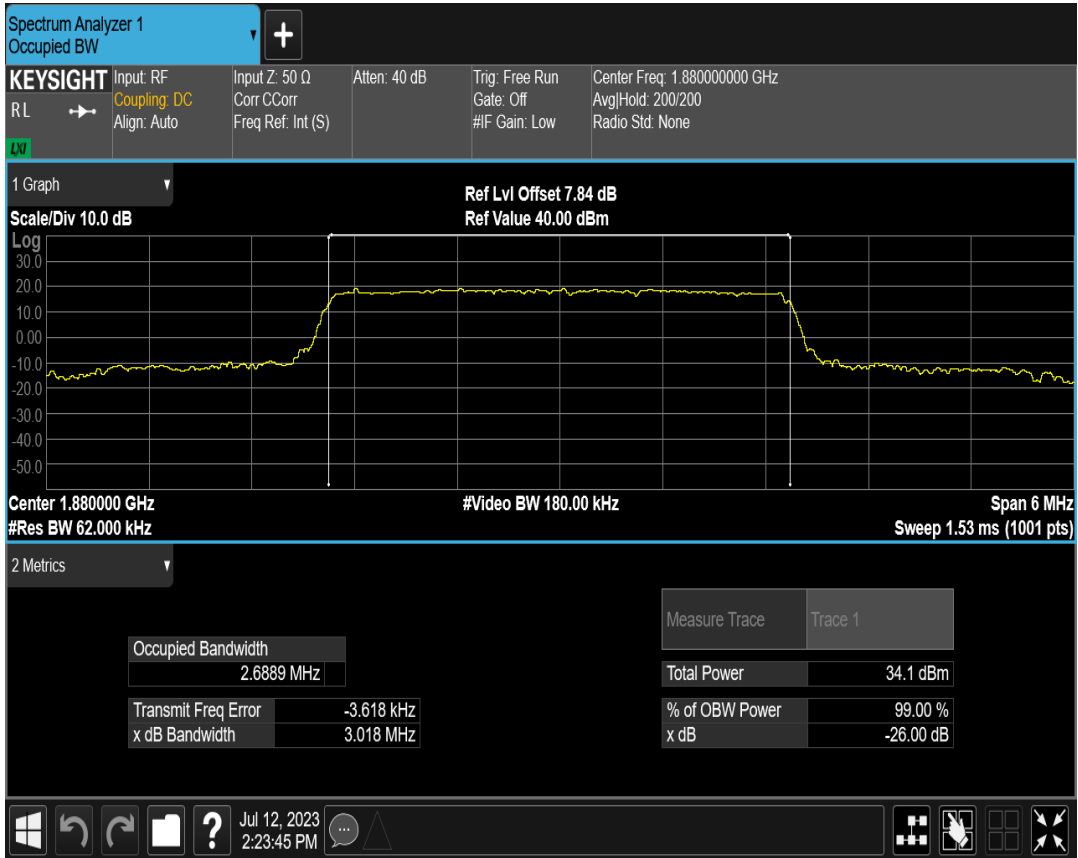 Spectrum Analyzer 1
Occupied BW
+
KEYSIGHT
RL
LXI
Input: RF
Coupling: DC
Align: Auto
Input Z: 50 Ω
Corr CCorr
Freq Ref: Int (S)
Atten: 40 dB
Trig: Free Run
Gate: Off
#IF Gain: Low
Center Freq: 1.880000000 GHz
Avg|Hold: 200/200
Radio Std: None
1 Graph
Scale/Div 10.0 dB
Ref Lvl Offset 7.84 dB
Ref Value 40.00 dBm
Log
30.0
20.0
10.0
0.00
-10.0
-20.0
-30.0
-40.0
-50.0
Center 1.880000 GHz
#Video BW 180.00 kHz
Span 6 MHz
#Res BW 62.000 kHz
Sweep 1.53 ms (1001 pts)
2 Metrics
Measure Trace Trace 1
Occupied Bandwidth
2.6889 MHz
Total Power 34.1 dBm
Transmit Freq Error -3.618 kHz
% of OBW Power 99.00 %
x dB Bandwidth 3.018 MHz
x dB -26.00 dB
?
Jul 12, 2023
2:23:45 PM